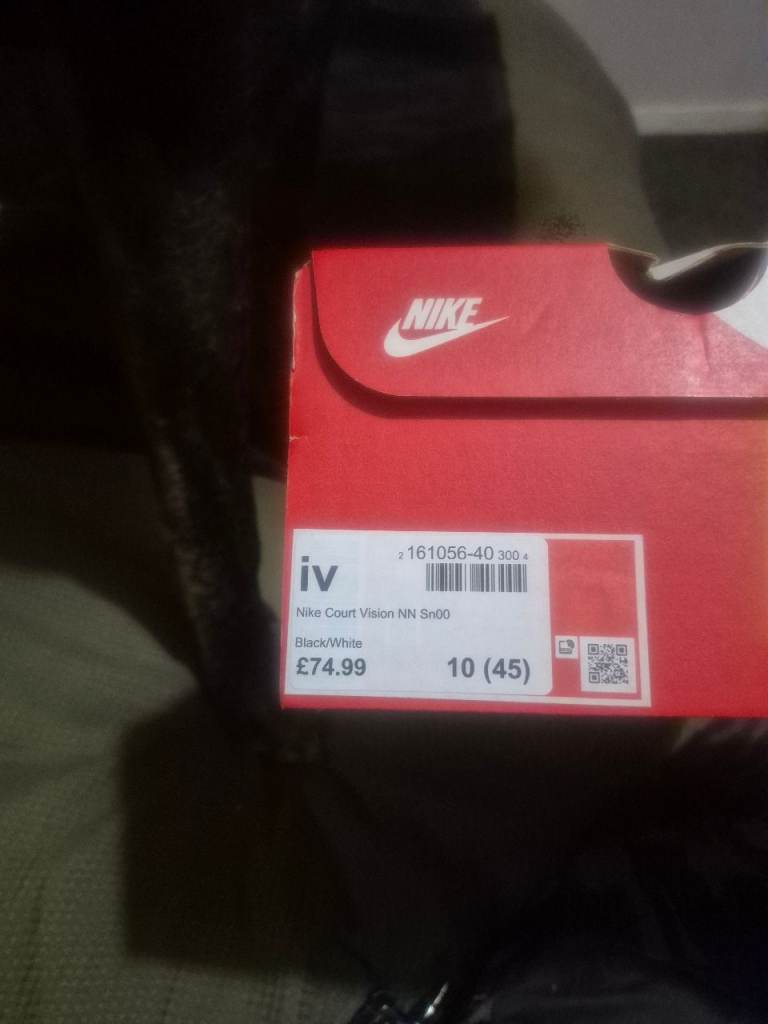 NIKE
iv
2 161056-40 300 4
Nike Court Vision NN Sn00
Black/White
£74.99 10 (45)